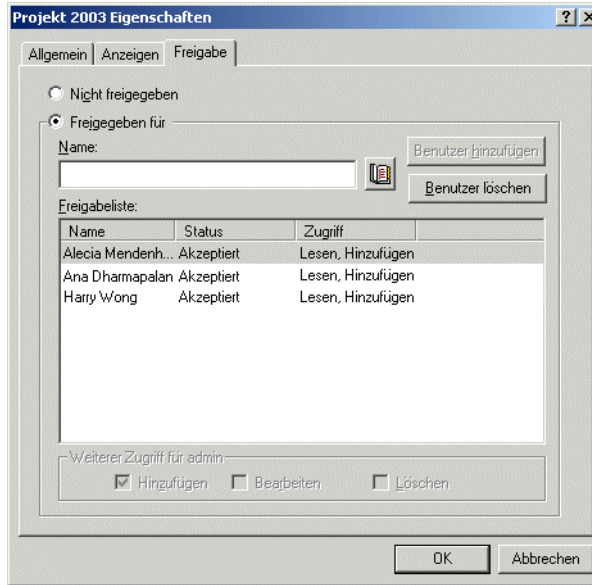 Projekt 2003 Eigenschaften
Allgemein Anzeigen Freigabe
Nicht freigegeben
Freigegeben für
Name:
Benutzer hinzufügen
Benutzer löschen
Freigabeliste:
Name Status Zugriff
Alecia Mendenh... Akzeptiert Lesen, Hinzufügen
Ana Dharmapalan Akzeptiert Lesen, Hinzufügen
Harry Wong Akzeptiert Lesen, Hinzufügen
Weiterer Zugriff für admin
Hinzufügen Bearbeiten Löschen
OK Abbrechen